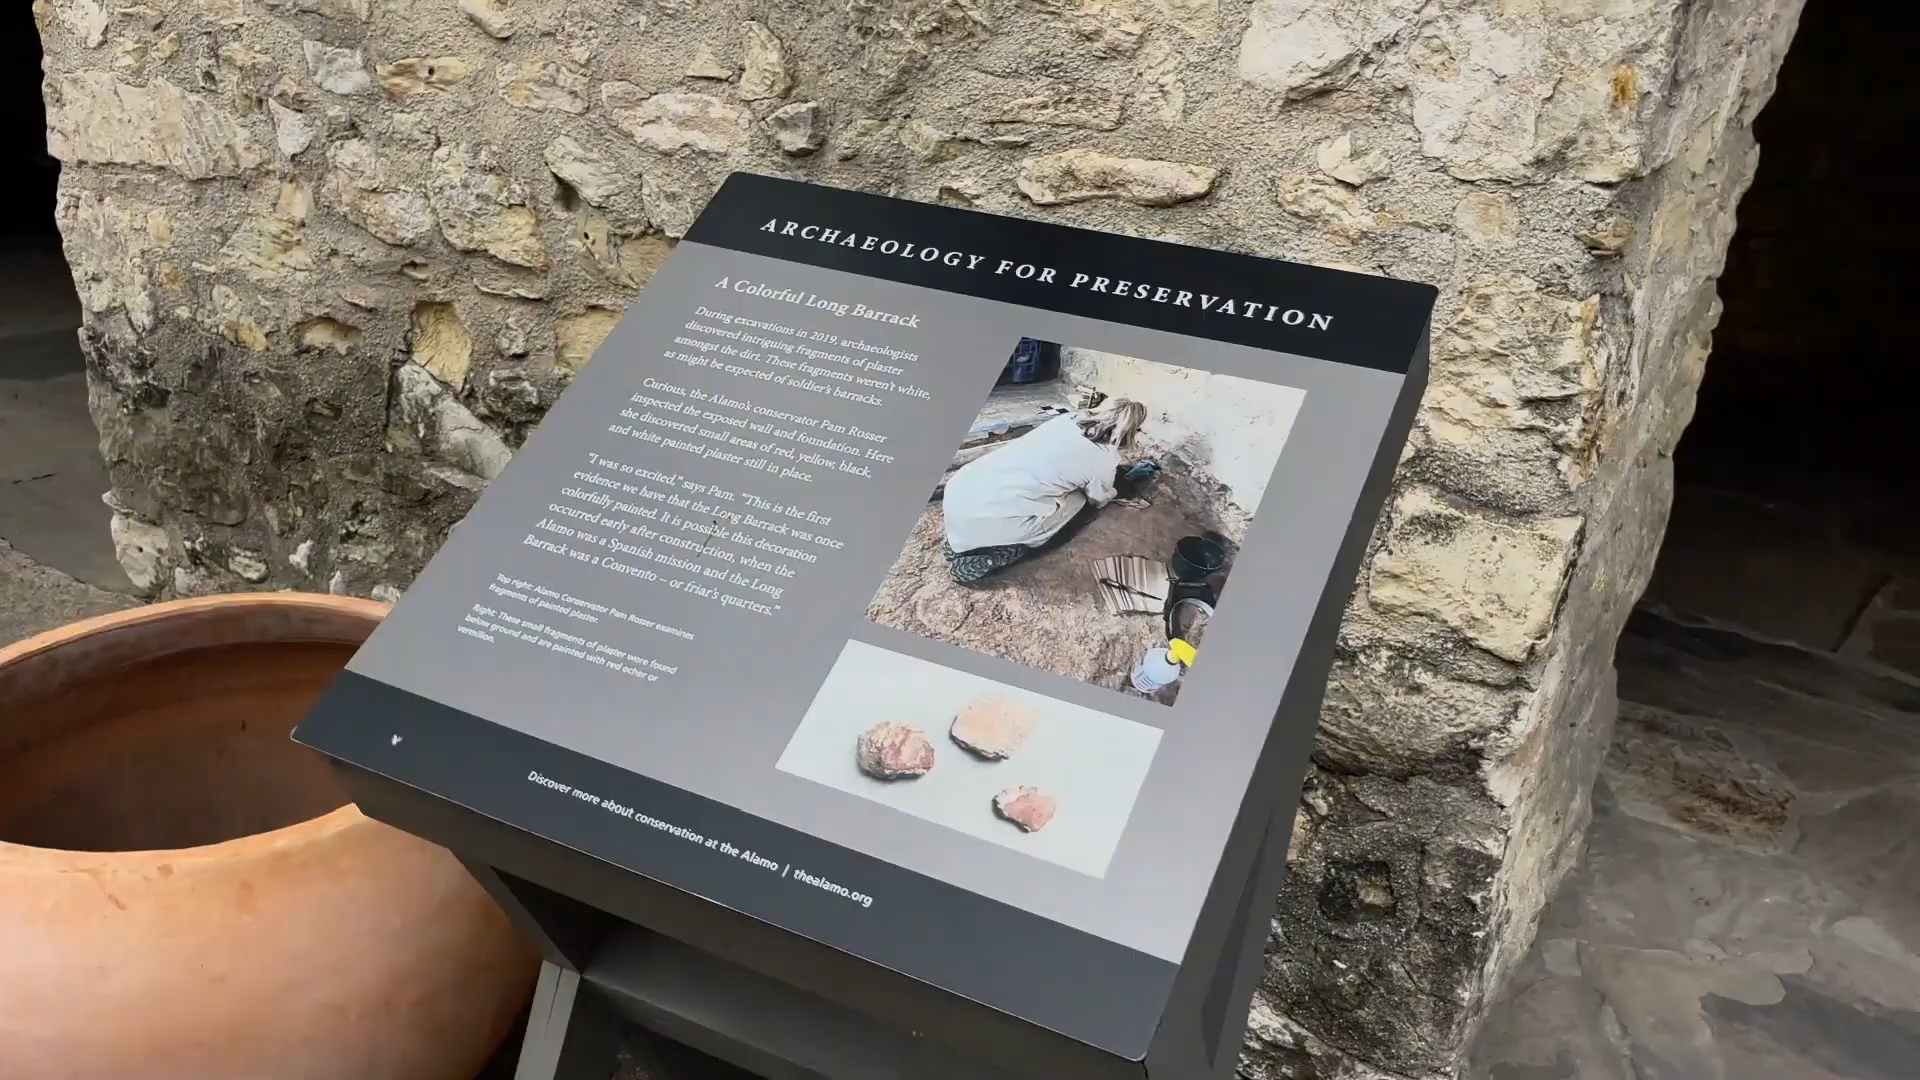 ARCHAEOLOGY FOR PRESERVATION
A Colorful Long Barrack
During excavations in 2019, archaeologists
discovered intriguing fragments of plaster
amongst the dirt. These fragments weren't white,
as might be expected of soldier's barracks.
Curious, the Alamo's conservator Pam Rosser
inspected the exposed wall and foundation. Here
she discovered small areas of red, yellow, black,
and white painted plaster still in place.
"I was so excited," says Pam. "This is the first
evidence we have that the Long Barrack was once
colorfully painted. It is possible this decoration
occurred early after construction, when the
Alamo was a Spanish mission and the Long
Barrack was a Convento – or friar's quarters."
Top right: Alamo Conservator Pam Rosser examines
fragments of painted plaster.
Right: These small fragments of plaster were found
below ground and are painted with red ocher or
vermilion.
Discover more about conservation at the Alamo | thealamo.org